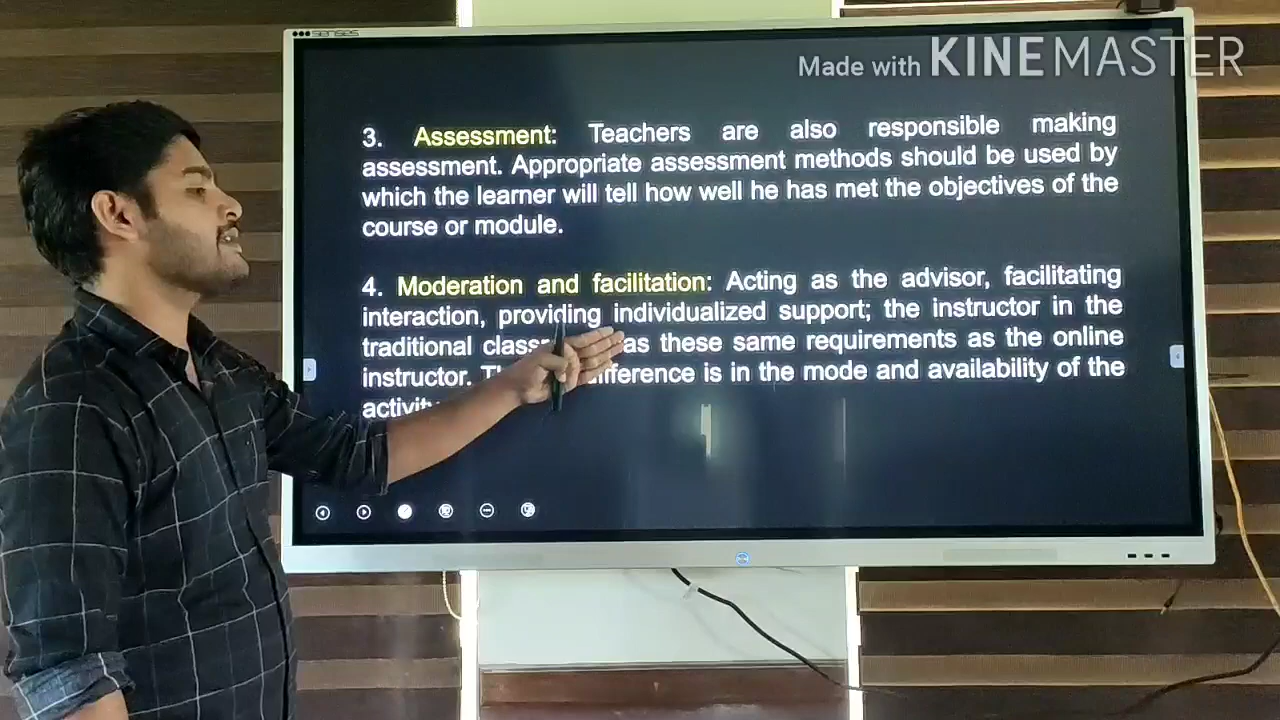 SENSES
Made with KINEMASTER
3. Assessment: Teachers are also responsible making
assessment. Appropriate assessment methods should be used by
which the learner will tell how well he has met the objectives of the
course or module.
4. Moderation and facilitation: Acting as the advisor, facilitating
interaction, providing individualized support; the instructor in the
traditional as these same requirements as the online
instructor. is in the mode and availability of the